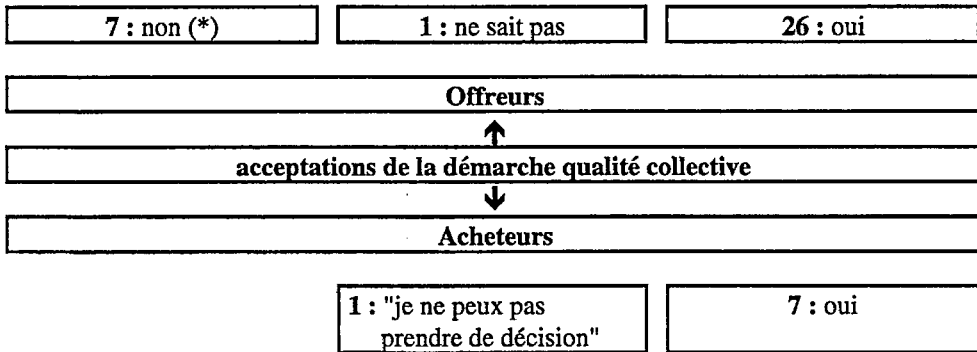 7 : non (*)
1 : ne sait pas
26 : oui
Offreurs
acceptations de la démarche qualité collective
Acheteurs
1 : "je ne peux pas
prendre de décision"
7 : oui